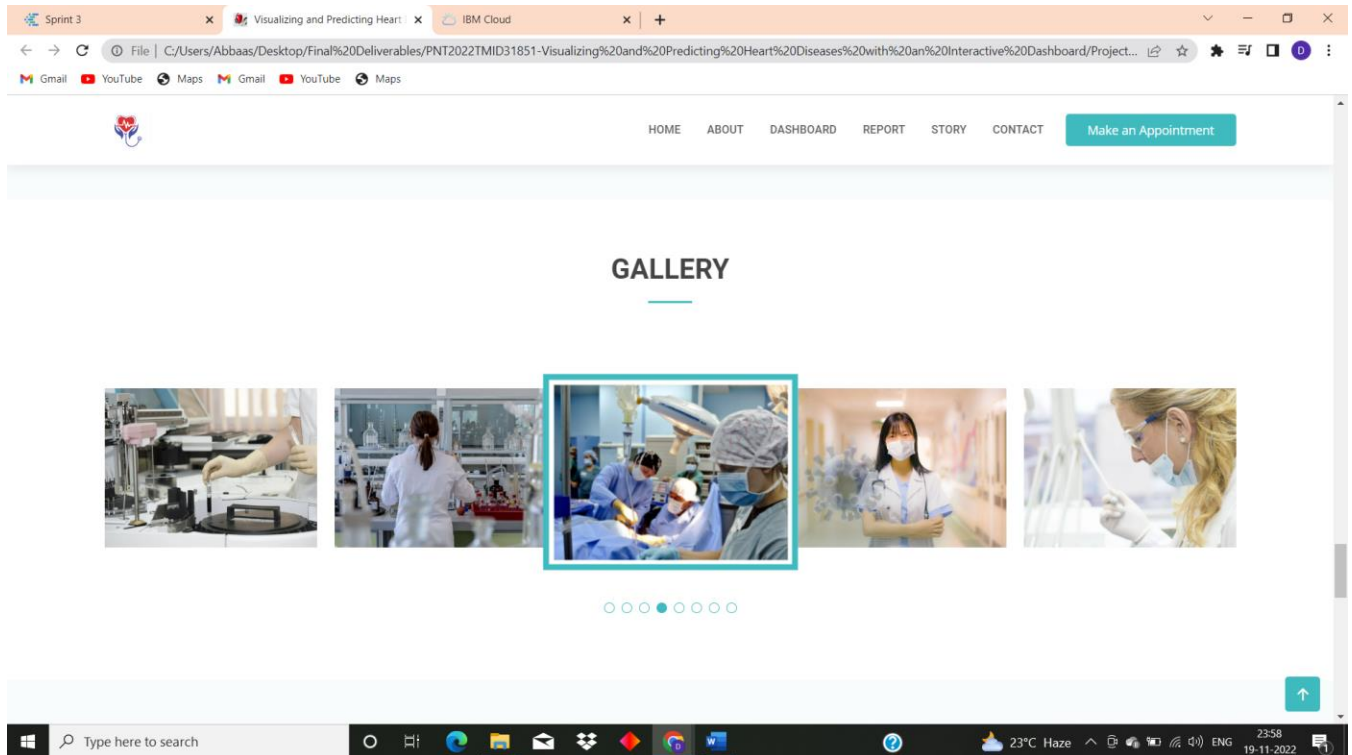 Sprint 3
Visualizing and Predicting Heart
IBM Cloud
File | C:/Users/Abbaas/Desktop/Final%20Deliverables/PNT2022TMID31851-Visualizing%20and%20Predicting%20Heart%20Diseases%20with%20an%20Interactive%20Dashboard/Project...
D
Gmail YouTube Maps Gmail YouTube Maps
HOME ABOUT DASHBOARD REPORT STORY CONTACT Make an Appointment
GALLERY
Type here to search
23°C Haze
ENG
23:58
19-11-2022